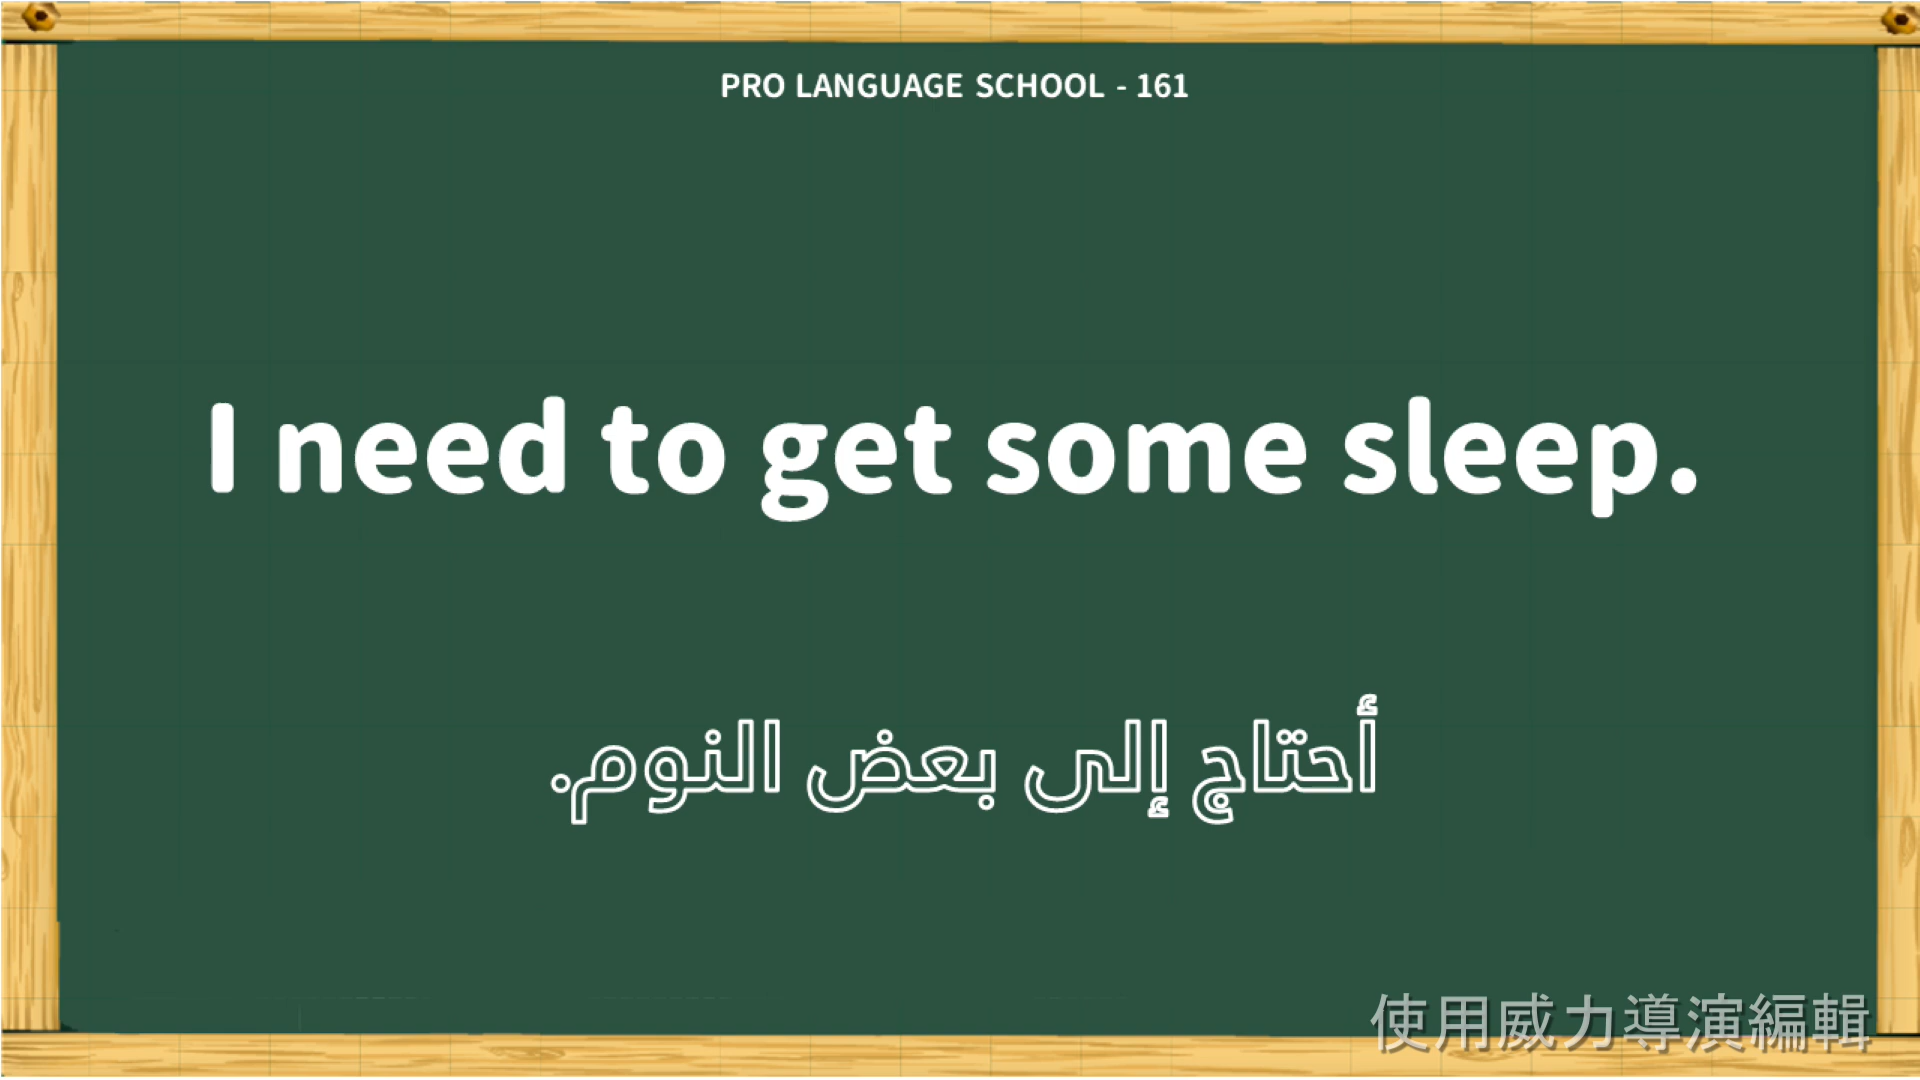 PRO LANGUAGE SCHOOL - 161
I need to get some sleep.
أحتاج إلى بعض النوم.
使用威力導演編輯